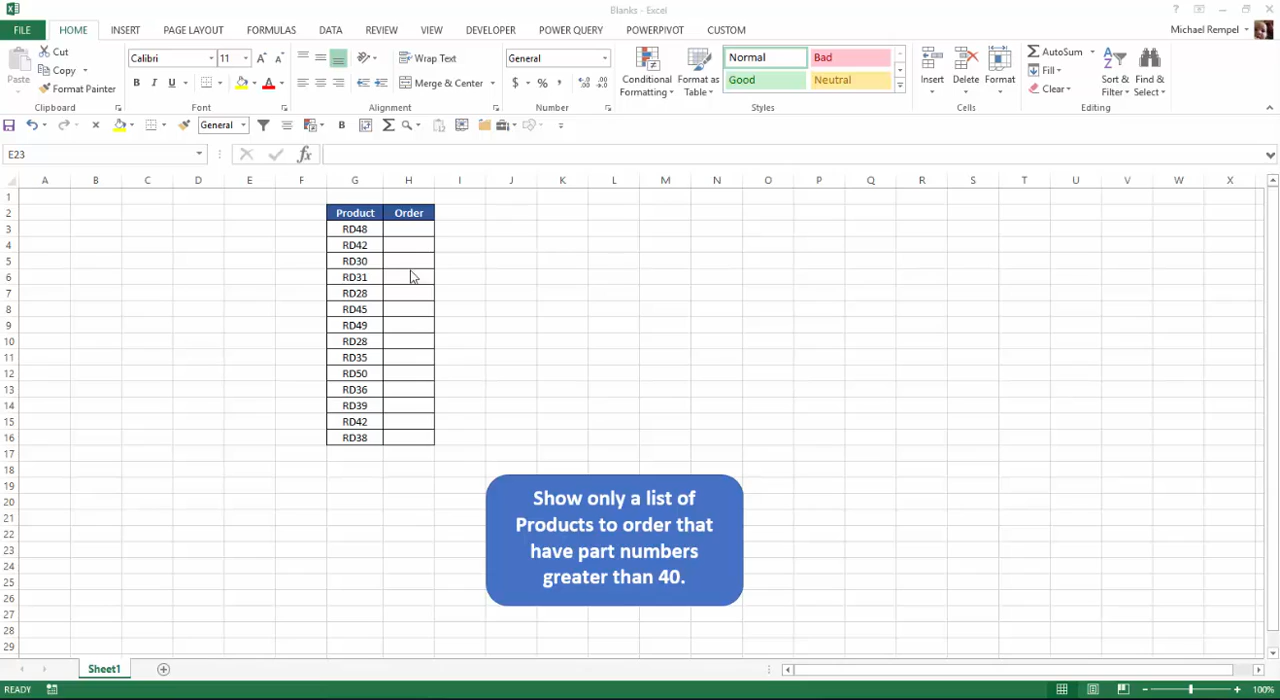 Blanks - Excel
Michael Rempel
FILE HOME INSERT PAGE LAYOUT FORMULAS DATA REVIEW VIEW DEVELOPER POWER QUERY POWERPIVOT CUSTOM
Paste
Cut
Copy
Format Painter
Clipboard
Calibri 11
B I U
Font
Wrap Text
Merge & Center
Alignment
General
$ % ,
Number
Conditional Formatting
Format as Table
Normal Bad
Good Neutral
Styles
Insert Delete Format
Cells
AutoSum
Fill
Clear
Sort & Filter
Find & Select
Editing
General
B
E23
fx
A B C D E F G H I J K L M N O P Q R S T U V W X
1
2 Product Order
3 RD48
4 RD42
5 RD30
6 RD31
7 RD28
8 RD45
9 RD49
10 RD28
11 RD35
12 RD50
13 RD36
14 RD39
15 RD42
16 RD38
17
18
19
20
21
22
23
24
25
26
27
28
29
Show only a list of
Products to order that
have part numbers
greater than 40.
Sheet1
READY
100%